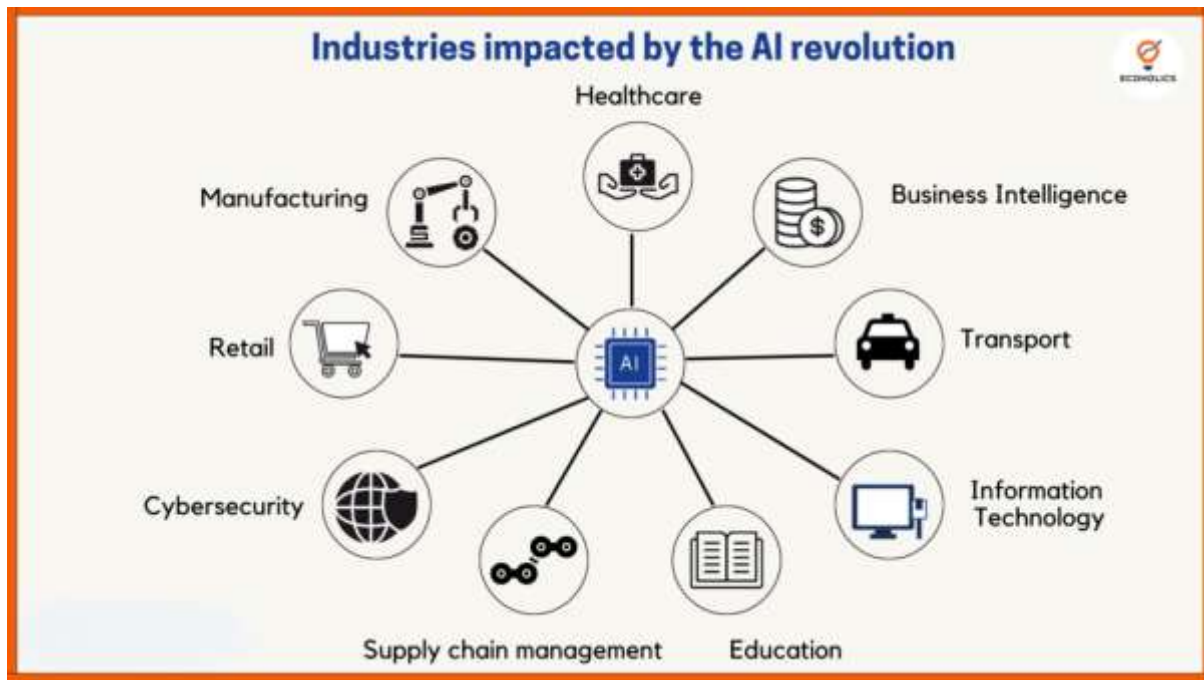 Industries impacted by the AI revolution
ECOHOLICS
Healthcare
Manufacturing
Business Intelligence
$
Retail
AI
Transport
Cybersecurity
Information
Technology
Supply chain management
Education